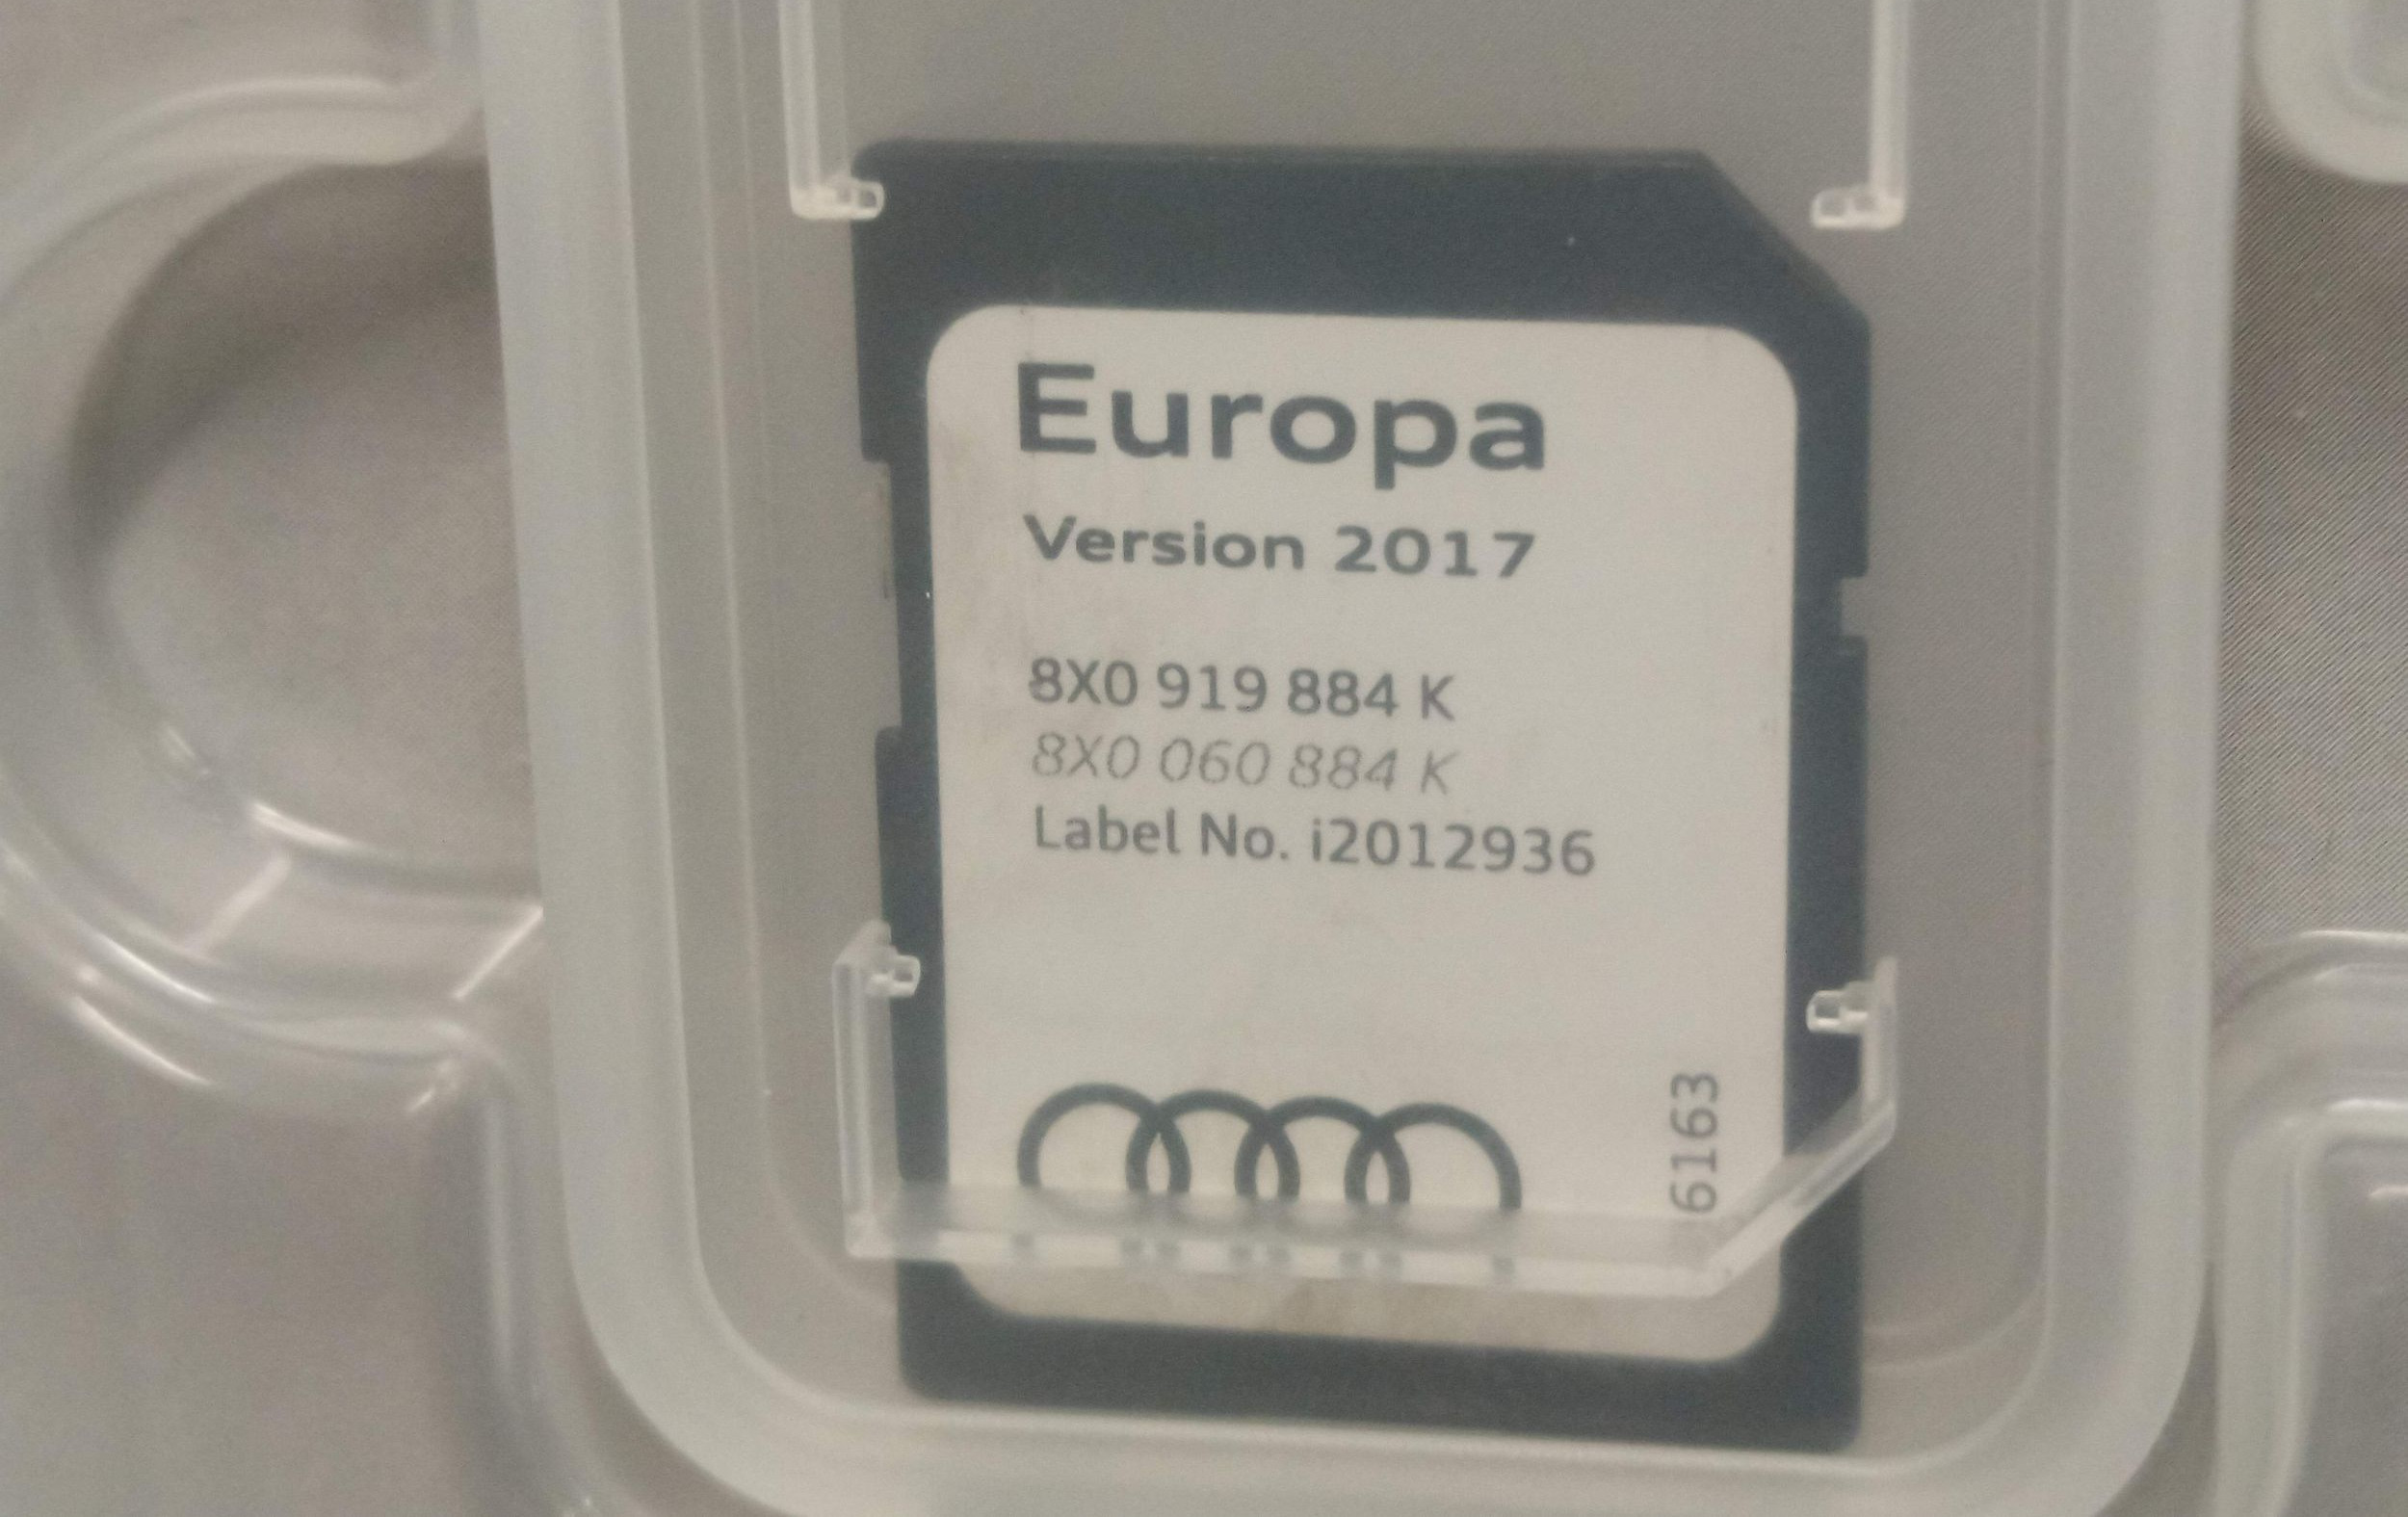 Europa
Version 2017
8X0 919 884 K
8X0 060 884 K
Label No. i2012936
6163